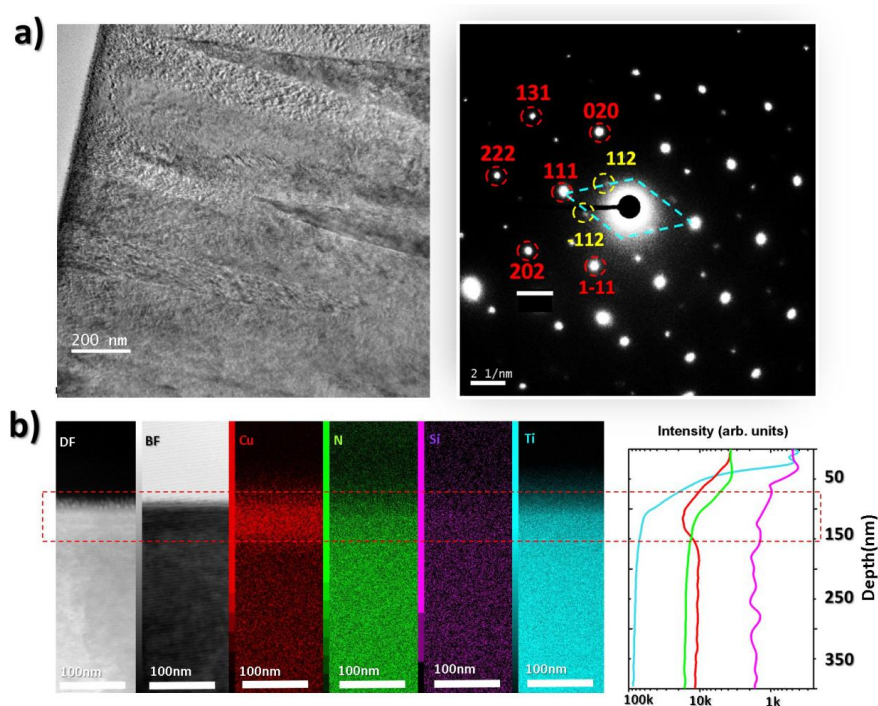 a)
200 nm
131
020
222
111
112
-112
202
1-11
2 1/nm
b)
DF
BF
Cu
N
Si
Ti
100nm
100nm
100nm
100nm
100nm
100nm
Intensity (arb. units)
50
150
250
350
Depth(nm)
100k
10k
1k